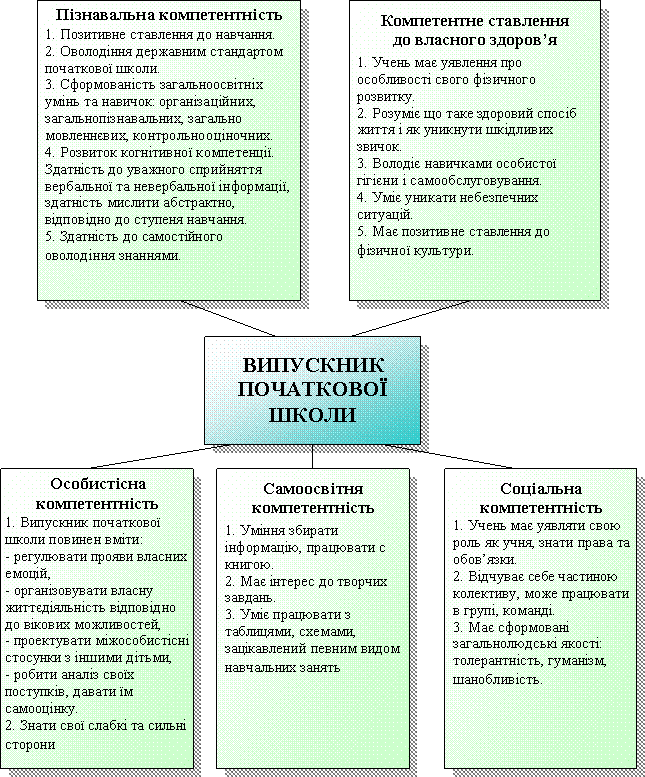 Пізнавальна компетентність
1. Позитивне ставлення до навчання.
2. Оволодіння державним стандартом
початкової школи.
3. Сформованість загальноосвітніх
умінь та навичок: організаційних,
загальнопізнавальних, загально
мовленнєвих, контрольнооціночних.
4. Розвиток когнітивної компетенції.
Здатність до уважного сприйняття
вербальної та невербальної інформації,
здатність мислити абстрактно,
відповідно до ступеня навчання.
5. Здатність до самостійного
оволодіння знаннями.
Компетентне ставлення
до власного здоров’я
1. Учень має уявлення про
особливості свого фізичного
розвитку.
2. Розуміє що таке здоровий спосіб
життя і як уникнути шкідливих
звичок.
3. Володіє навичками особистої
гігієни і самообслуговування.
4. Уміє уникати небезпечних
ситуацій.
5. Має позитивне ставлення до
фізичної культури.
ВИПУСКНИК
ПОЧАТКОВОЇ
ШКОЛИ
Особистісна
компетентність
1. Випускник початкової
школи повинен вміти:
- регулювати прояви власних
емоцій,
- організовувати власну
життєдіяльність відповідно
до вікових можливостей,
- проектувати міжособистісні
стосунки з іншими дітьми,
- робити аналіз своїх
поступків, давати їм
самооцінку.
2. Знати свої слабкі та сильні
сторони
Самоосвітня
компетентність
1. Уміння збирати
інформацію, працювати с
книгою.
2. Має інтерес до творчих
завдань.
3. Уміє працювати з
таблицями, схемами,
зацікавлений певним видом
навчальних занять
Соціальна
компетентність
1. Учень має уявляти свою
роль як учня, знати права та
обов’язки.
2. Відчуває себе частиною
колективу, може працювати
в групі, команді.
3. Має сформовані
загальнолюдські якості:
толерантність, гуманізм,
шанобливість.